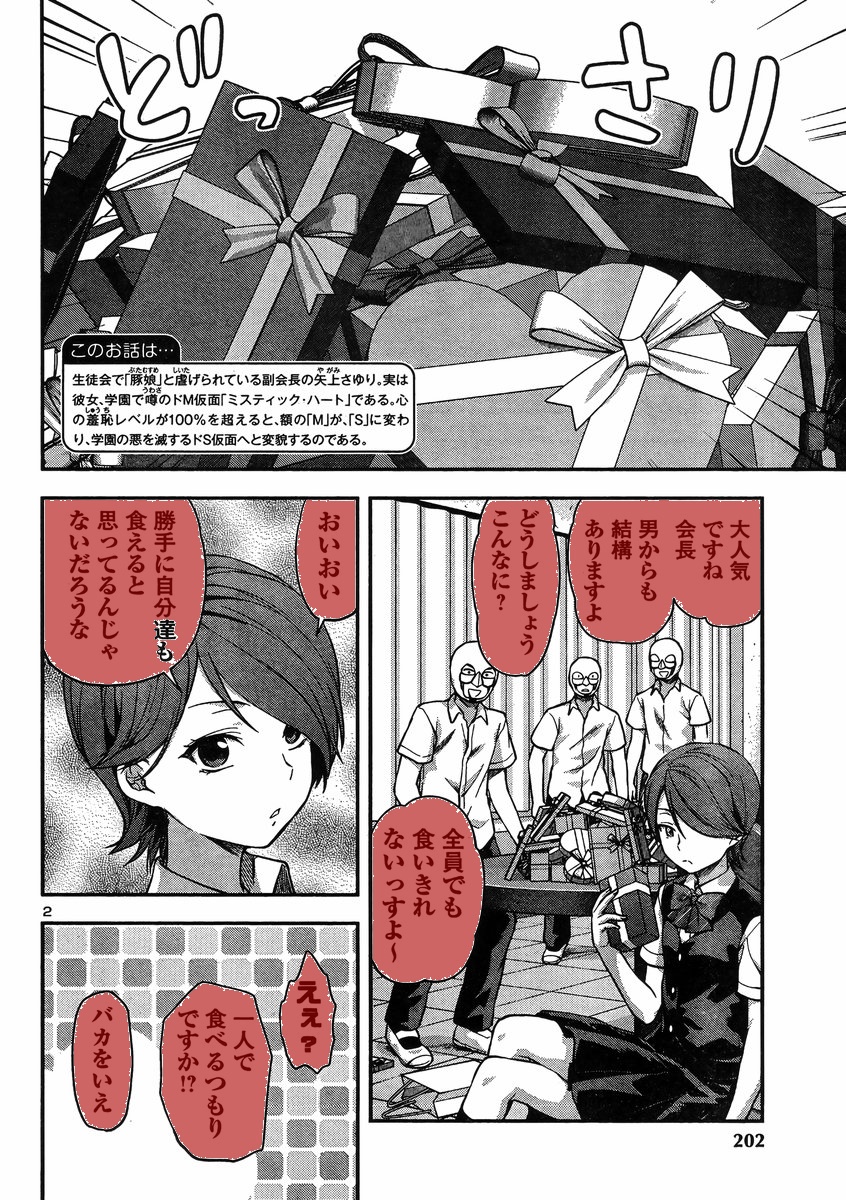 どっさり
このお話は…
生徒会で「豚娘」と虐げられている副会長の矢上さゆり。実は
彼女、学園で噂のドM仮面「ミスティック・ハート」である。心
の羞恥レベルが100%を超えると、額の「M」が、「S」に変わ
り、学園の悪を滅するドS仮面へと変貌するのである。
大人気
ですね
会長
男からも
結構
ありますよ
どうしましょう
こんなに?
全員でも
食いきれ
ないっすよ〜
おいおい
勝手に自分達も
食えると
思ってるんじゃ
ないだろうな
2
ええ?
一人で
食べるつもり
ですか!?
バカをいえ
202